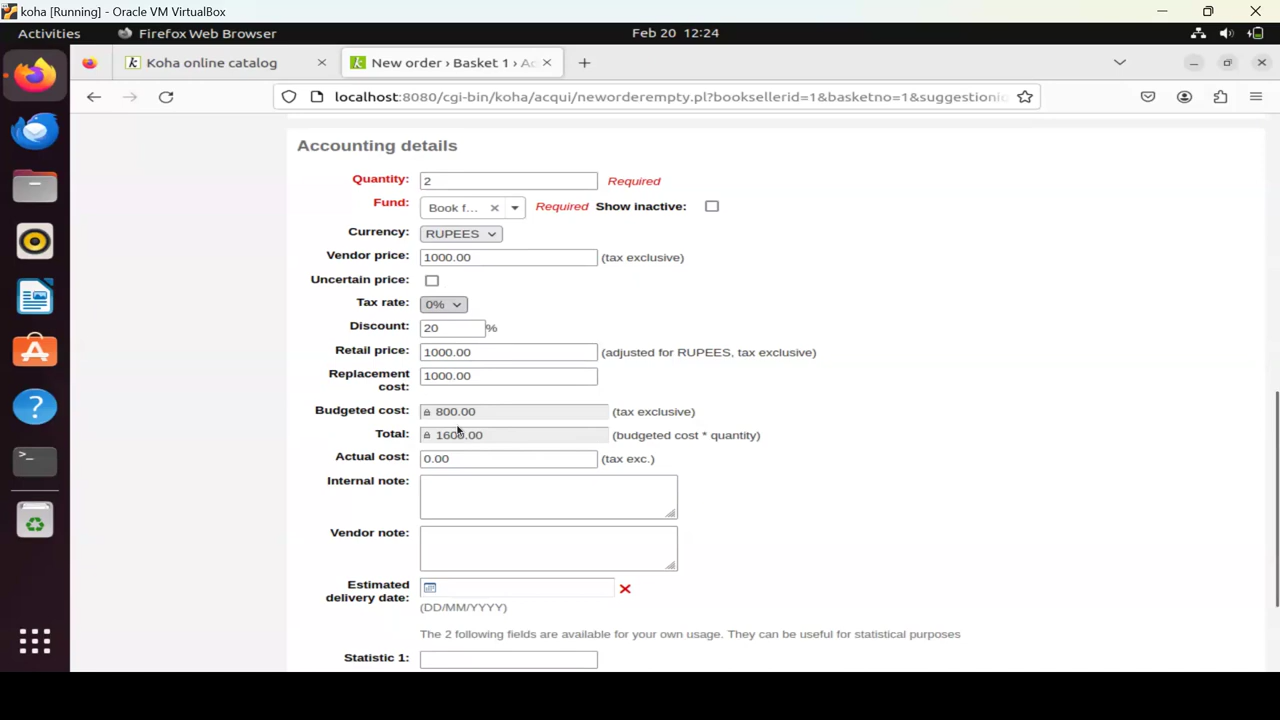 koha [Running] - Oracle VM VirtualBox
Activities Firefox Web Browser Feb 20 12:24
Koha online catalog × New order › Basket 1 › Ac × +
localhost:8080/cgi-bin/koha/acqui/neworderempty.pl?booksellerid=1&basketno=1&suggestionid
Accounting details
Quantity: 2 Required
Fund: Book f... × Required Show inactive:
Currency: RUPEES
Vendor price: 1000.00 (tax exclusive)
Uncertain price:
Tax rate: 0%
Discount: 20 %
Retail price: 1000.00 (adjusted for RUPEES, tax exclusive)
Replacement
cost: 1000.00
Budgeted cost: 800.00 (tax exclusive)
Total: 1600.00 (budgeted cost * quantity)
Actual cost: 0.00 (tax exc.)
Internal note:
Vendor note:
Estimated
delivery date:
(DD/MM/YYYY)
The 2 following fields are available for your own usage. They can be useful for statistical purposes
Statistic 1: